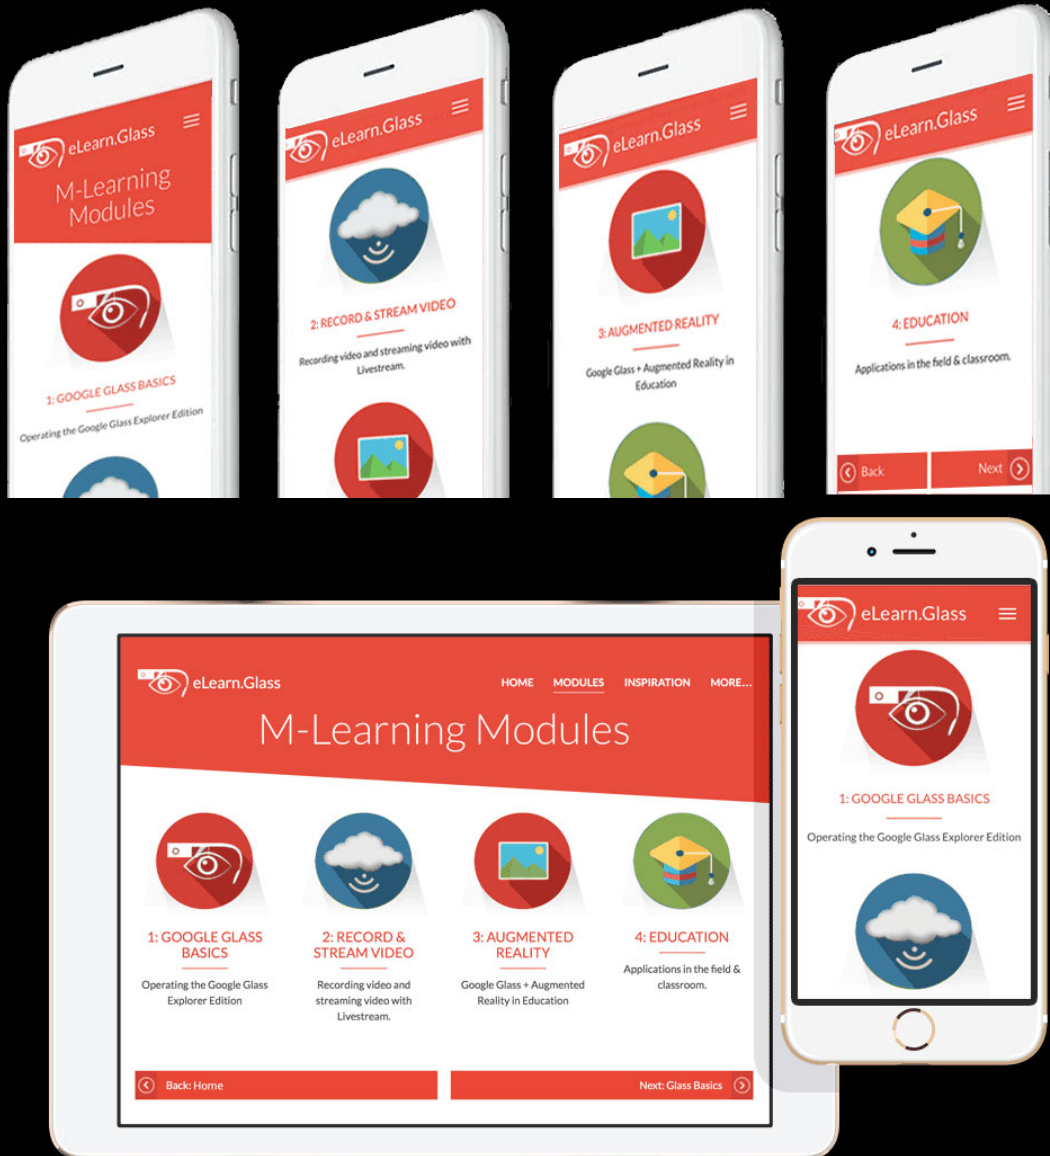 eLearn.Glass
M-Learning
Modules
1: GOOGLE GLASS BASICS
Operating the Google Glass Explorer Edition
eLearn.Glass
2: RECORD & STREAM VIDEO
Recording video and streaming video with
Livestream.
eLearn.Glass
3: AUGMENTED REALITY
Google Glass + Augmented Reality in
Education
eLearn.Glass
4: EDUCATION
Applications in the field & classroom.
Back
Next
eLearn.Glass
HOME MODULES INSPIRATION MORE...
M-Learning Modules
1: GOOGLE GLASS
BASICS
Operating the Google Glass
Explorer Edition
2: RECORD &
STREAM VIDEO
Recording video and
streaming video with
Livestream.
3: AUGMENTED
REALITY
Google Glass + Augmented
Reality in Education
4: EDUCATION
Applications in the field &
classroom.
Back: Home
Next: Glass Basics
eLearn.Glass
1: GOOGLE GLASS BASICS
Operating the Google Glass Explorer Edition